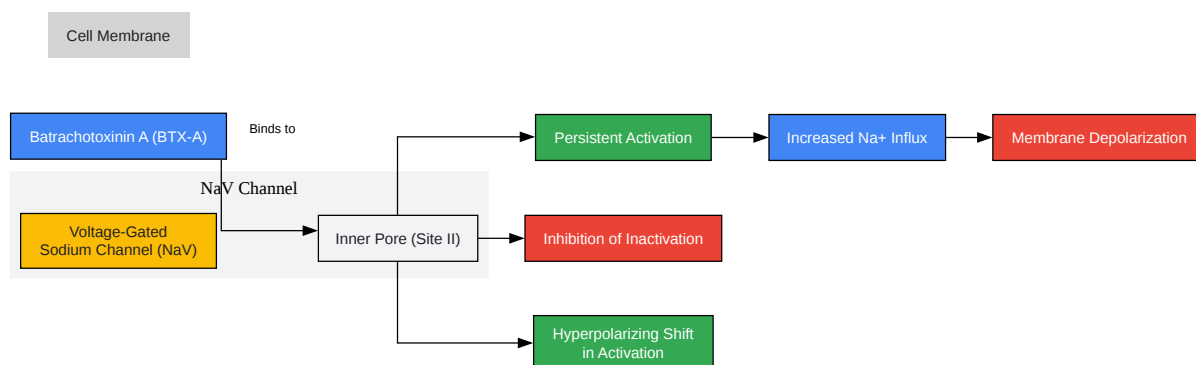 Cell Membrane
Batrachotoxinin A (BTX-A)
Binds to
Persistent Activation
Increased Na+ Influx
Membrane Depolarization
NaV Channel
Voltage-Gated
Sodium Channel (NaV)
Inner Pore (Site II)
Inhibition of Inactivation
Hyperpolarizing Shift
in Activation